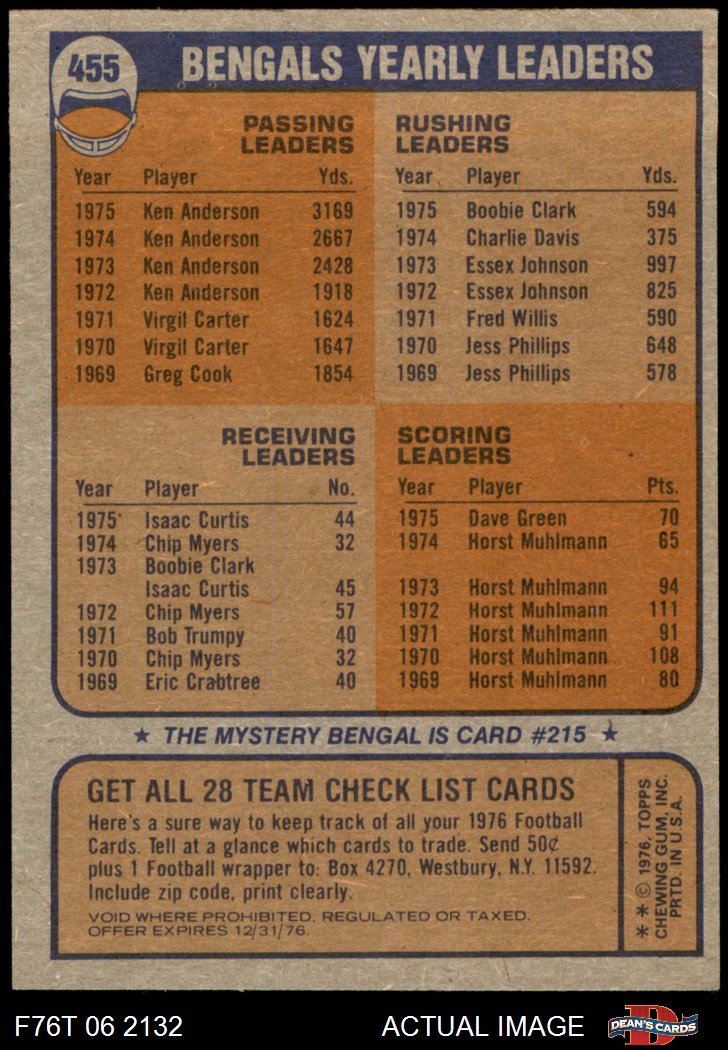 455
BENGALS YEARLY LEADERS
PASSING
LEADERS
Year Player Yds.
1975 Ken Anderson 3169
1974 Ken Anderson 2667
1973 Ken Anderson 2428
1972 Ken Anderson 1918
1971 Virgil Carter 1624
1970 Virgil Carter 1647
1969 Greg Cook 1854
RUSHING
LEADERS
Year Player Yds.
1975 Boobie Clark 594
1974 Charlie Davis 375
1973 Essex Johnson 997
1972 Essex Johnson 825
1971 Fred Willis 590
1970 Jess Phillips 648
1969 Jess Phillips 578
RECEIVING
LEADERS
Year Player No.
1975 Isaac Curtis 44
1974 Chip Myers 32
1973 Boobie Clark
Isaac Curtis 45
1972 Chip Myers 57
1971 Bob Trumpy 40
1970 Chip Myers 32
1969 Eric Crabtree 40
SCORING
LEADERS
Year Player Pts.
1975 Dave Green 70
1974 Horst Muhlmann 65
1973 Horst Muhlmann 94
1972 Horst Muhlmann 111
1971 Horst Muhlmann 91
1970 Horst Muhlmann 108
1969 Horst Muhlmann 80
★ THE MYSTERY BENGAL IS CARD #215 ★
GET ALL 28 TEAM CHECK LIST CARDS
Here's a sure way to keep track of all your 1976 Football
Cards. Tell at a glance which cards to trade. Send 50¢
plus 1 Football wrapper to: Box 4270, Westbury, N.Y. 11592.
Include zip code, print clearly.
VOID WHERE PROHIBITED, REGULATED OR TAXED.
OFFER EXPIRES 12/31/76.
* * © 1976, TOPPS
CHEWING GUM, INC.
PRTD. IN U.S.A.
F76T 06 2132
ACTUAL IMAGE
D
DEAN'S CARDS